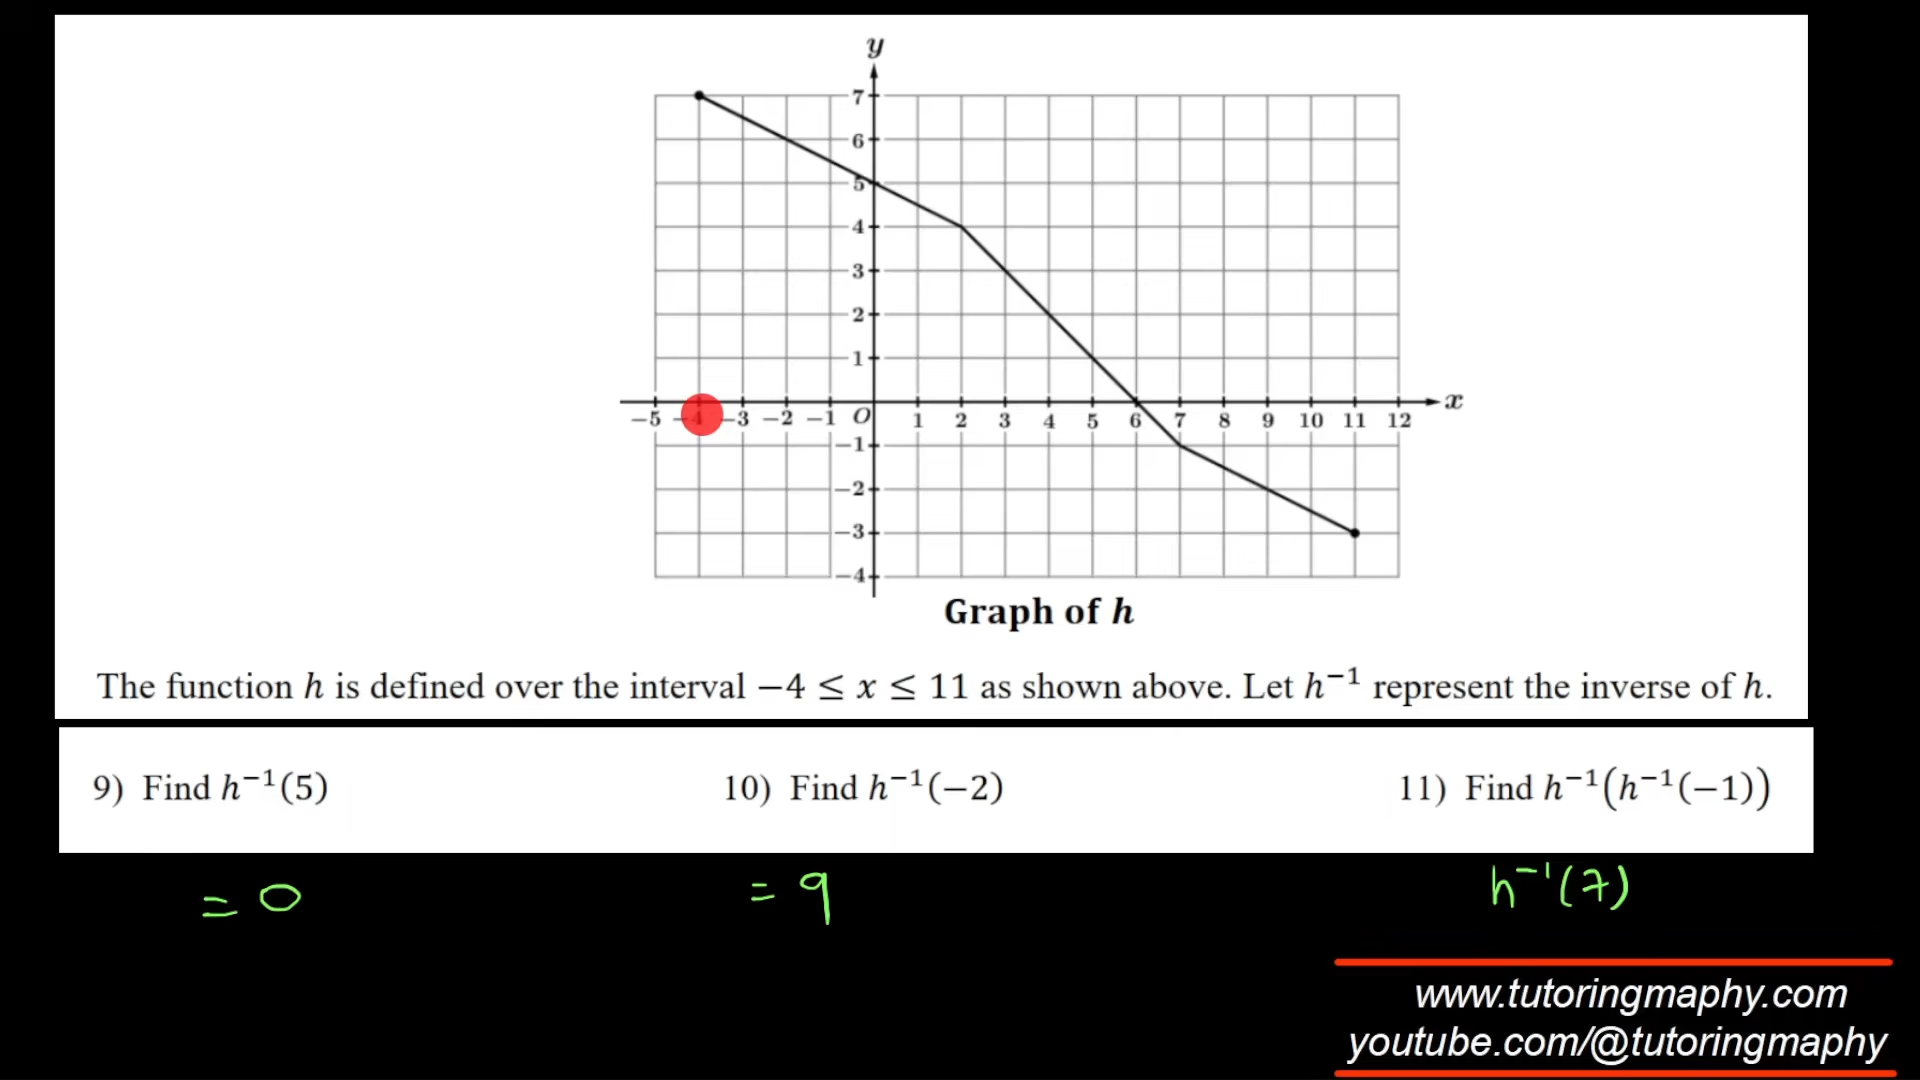 y
7
6
5
4
3
2
1
−5 −4 −3 −2 −1 O 1 2 3 4 5 6 7 8 9 10 11 12 x
−1
−2
−3
−4
Graph of h
The function h is defined over the interval −4 ≤ x ≤ 11 as shown above. Let h⁻¹ represent the inverse of h.
9) Find h⁻¹(5) 10) Find h⁻¹(−2) 11) Find h⁻¹(h⁻¹(−1))
= 0 = 9 h⁻¹(7)
www.tutoringmaphy.com
youtube.com/@tutoringmaphy